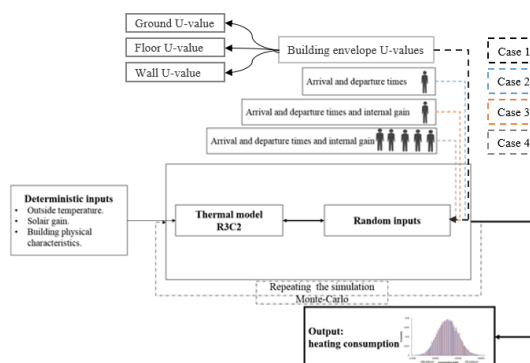 Ground U-value
Floor U-value
Wall U-value
Building envelope U-values
Case 1
Case 2
Case 3
Case 4
Arrival and departure times
Arrival and departure times and internal gain
Arrival and departure times and internal gain
Deterministic inputs
• Outside temperature.
• Solair gain.
• Building physical
characteristics.
Thermal model
R3C2
Random inputs
Repeating the simulation
Monte-Carlo
Output:
heating consumption